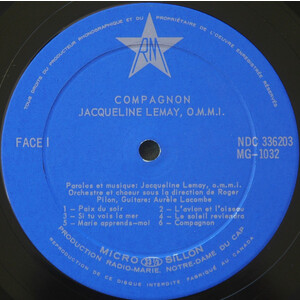 TOUS DROITS DU PRODUCTEUR PHONOGRAPHIQUE ET DU PROPRIÉTAIRE DE L'OEUVRE ENREGISTRÉE RÉSERVÉS
RM
COMPAGNON
JACQUELINE LEMAY, O.M.M.I.
FACE I
NDC 336203
MG-1032
Paroles et musique: Jacqueline Lemay, o.m.m.i.
Orchestre et choeur sous la direction de Roger
Pilon, Guitare: Aurèle Lacombe
1 - Paix du soir
2 - L'avion et l'oiseau
3 - Si tu vois la mer
4 - Le soleil reviendra
5 - Marie apprends-moi
6 - Compagnon
MICRO SILLON
PRODUCTION RADIO-MARIE, NOTRE-DAME DU CAP